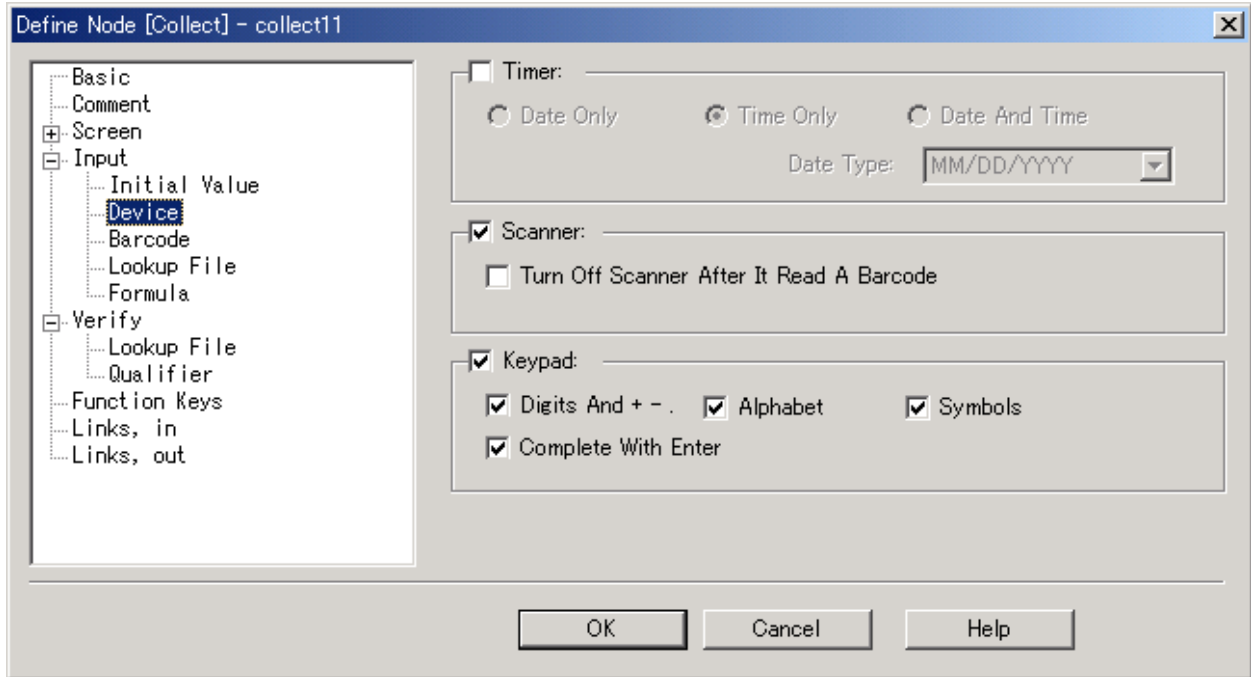 Define Node [Collect] - collect11
Basic
Comment
Screen
Input
Initial Value
Device
Barcode
Lookup File
Formula
Verify
Lookup File
Qualifier
Function Keys
Links, in
Links, out
Timer:
Date Only Time Only Date And Time
Date Type: MM/DD/YYYY
Scanner:
Turn Off Scanner After It Read A Barcode
Keypad:
Digits And + - . Alphabet Symbols
Complete With Enter
OK Cancel Help